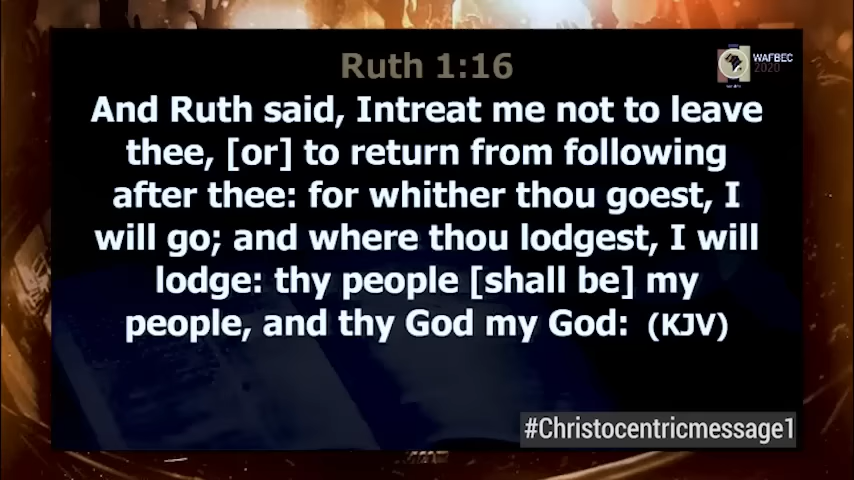 Ruth 1:16
WAFBEC
2020
And Ruth said, Intreat me not to leave
thee, [or] to return from following
after thee: for whither thou goest, I
will go; and where thou lodgest, I will
lodge: thy people [shall be] my
people, and thy God my God: (KJV)
#Christocentricmessage1